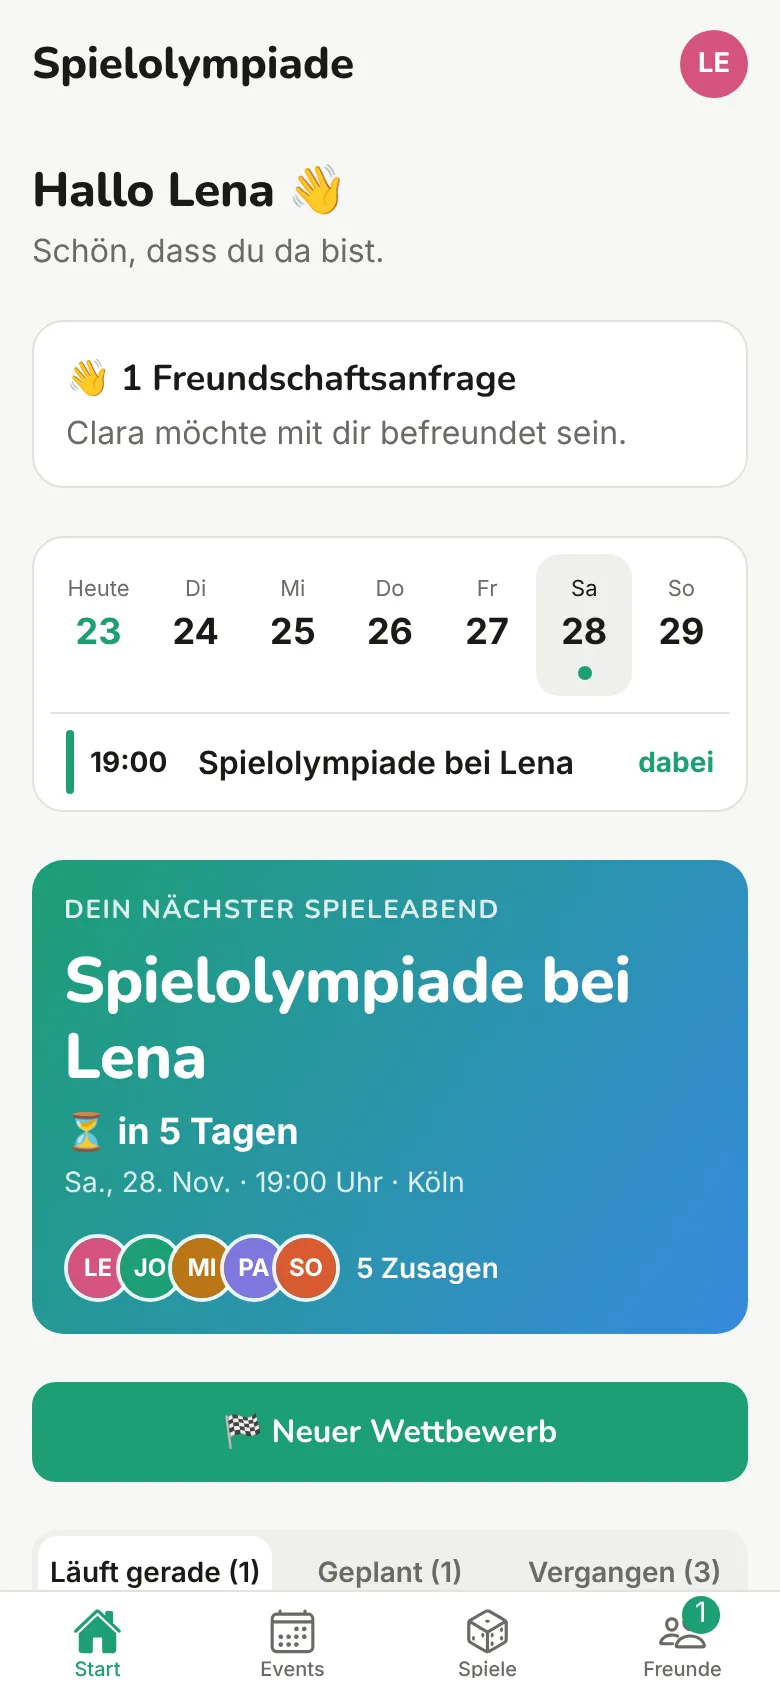 Spielolympiade
LE
Hallo Lena 👋
Schön, dass du da bist.
👋 1 Freundschaftsanfrage
Clara möchte mit dir befreundet sein.
Heute Di Mi Do Fr Sa So
23 24 25 26 27 28 29
19:00 Spielolympiade bei Lena dabei
DEIN NÄCHSTER SPIELEABEND
Spielolympiade bei
Lena
⏳ in 5 Tagen
Sa., 28. Nov. · 19:00 Uhr · Köln
LE JO MI PA SO 5 Zusagen
🏁 Neuer Wettbewerb
Läuft gerade (1) Geplant (1) Vergangen (3)
1
Start Events Spiele Freunde